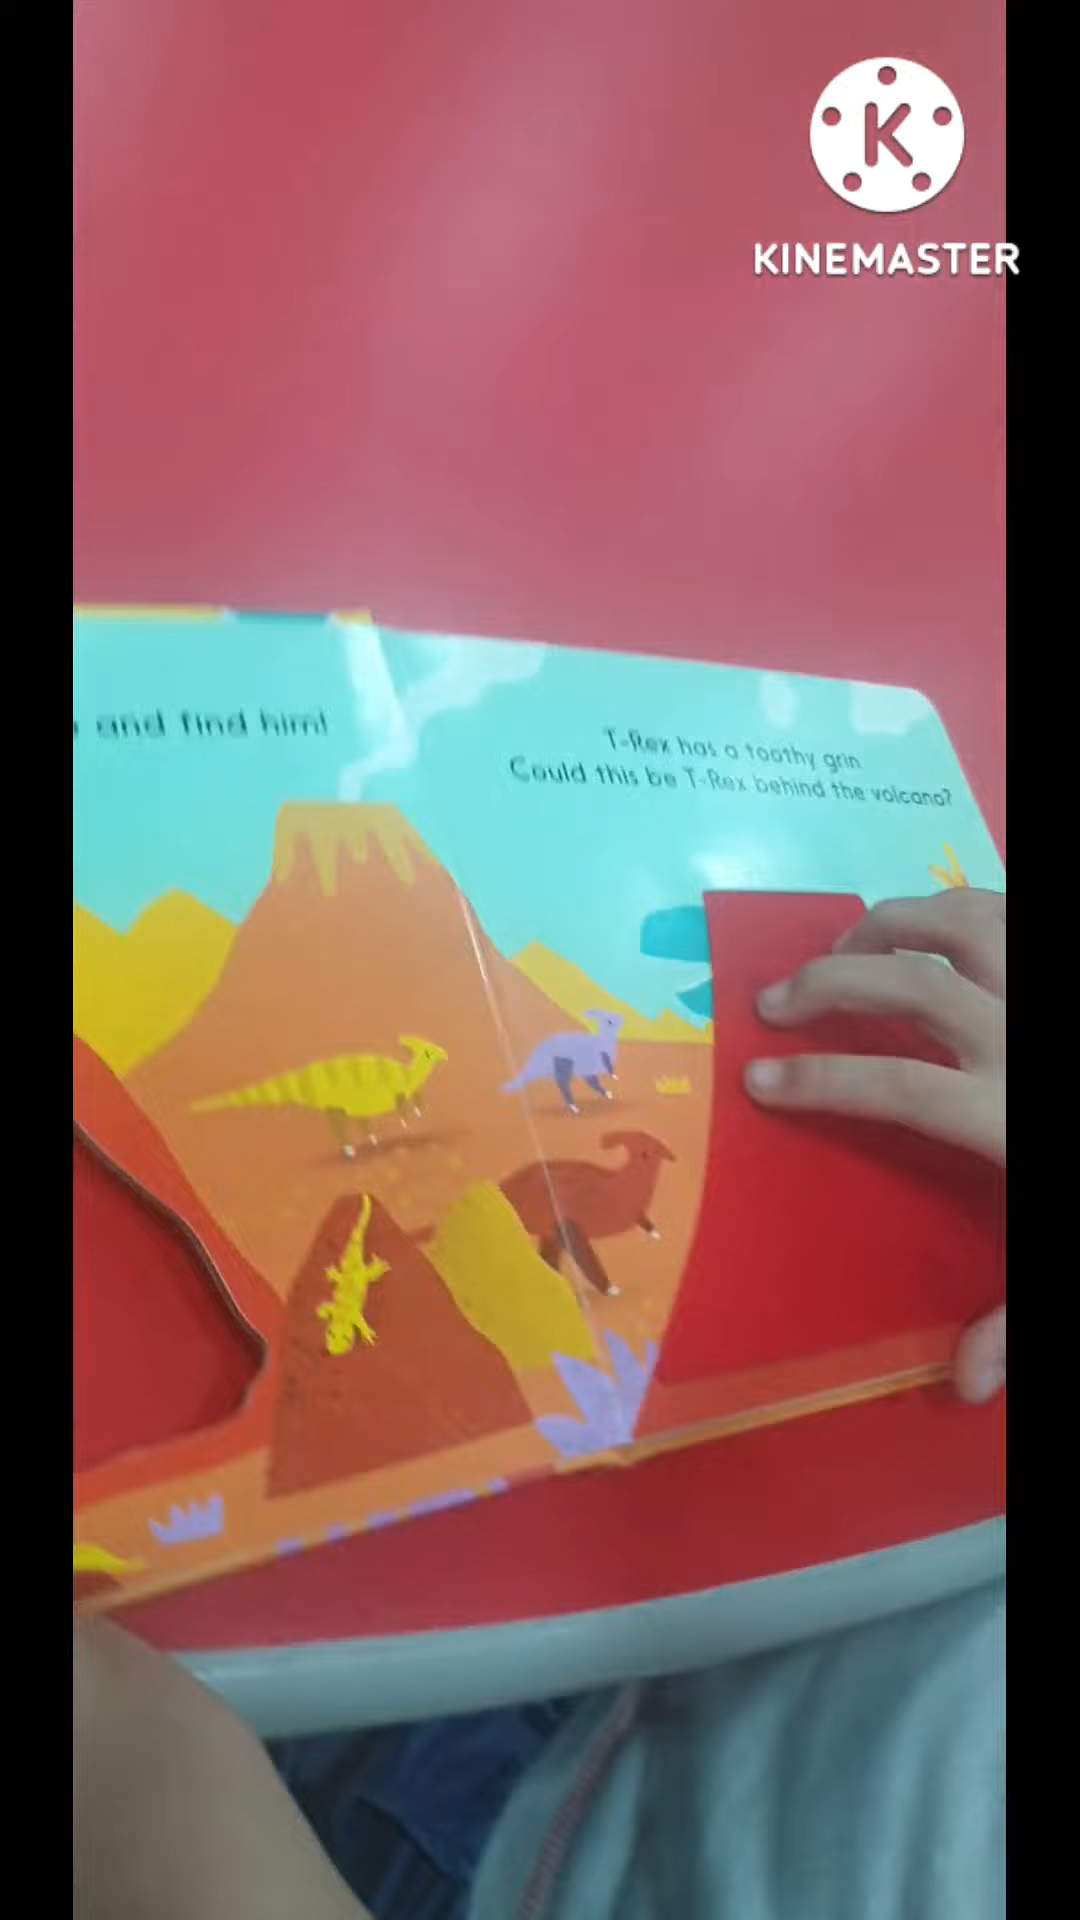 KINEMASTER
and find him!
T-Rex has a toothy grin
Could this be T-Rex behind the volcano?